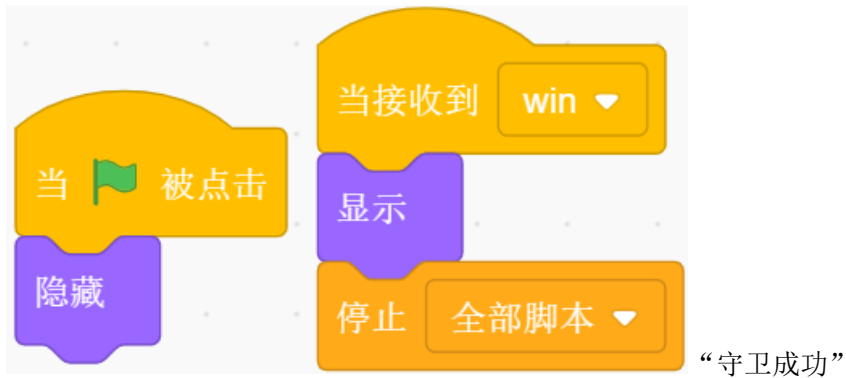 当 被点击
隐藏
当接收到 win
显示
停止 全部脚本
“守卫成功”